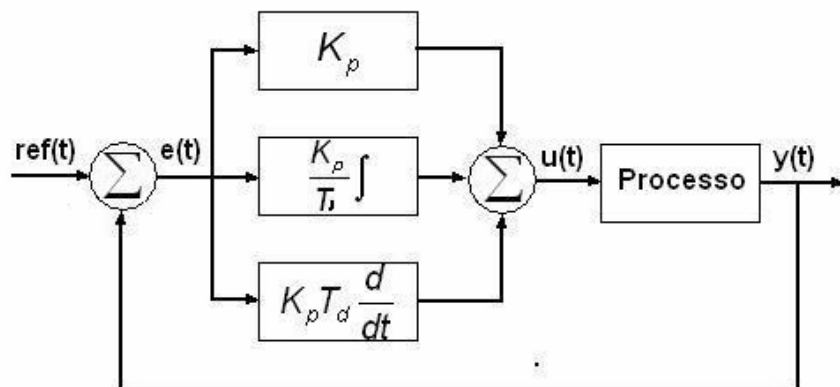 K_p
ref(t)
Σ
e(t)
K_p/T_i ∫
Σ
u(t)
Processo
y(t)
K_p T_d d/dt